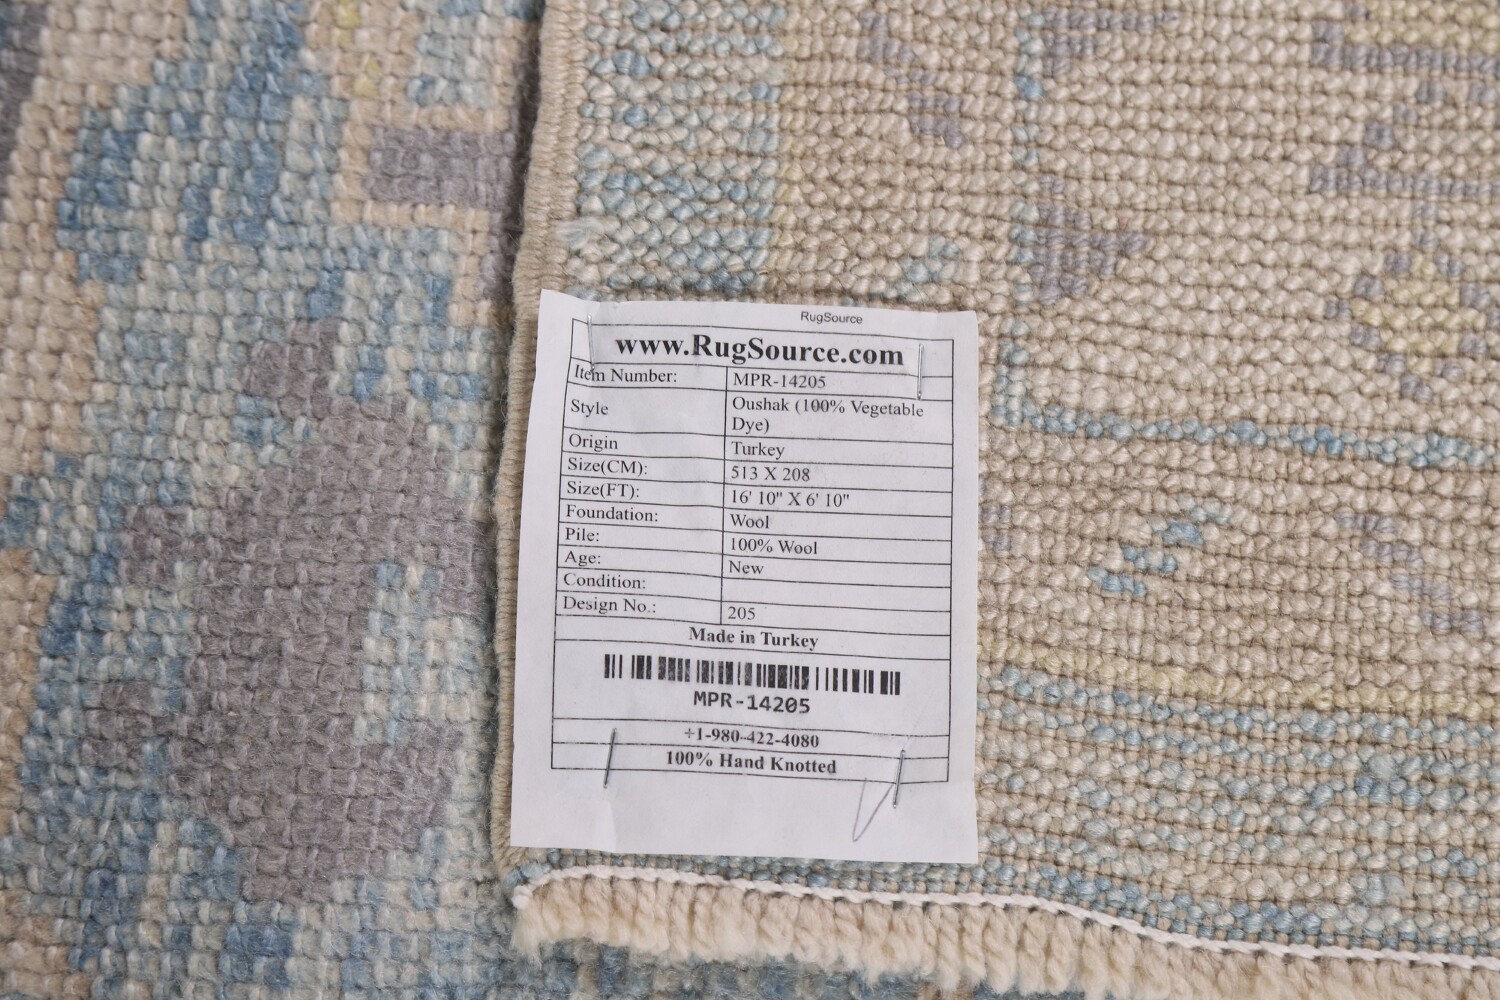 RugSource
www.RugSource.com
Item Number: MPR-14205
Style Oushak (100% Vegetable
Dye)
Origin Turkey
Size(CM): 513 X 208
Size(FT): 16' 10" X 6' 10"
Foundation: Wool
Pile: 100% Wool
Age: New
Condition:
Design No.: 205
Made in Turkey
MPR-14205
+1-980-422-4080
100% Hand Knotted